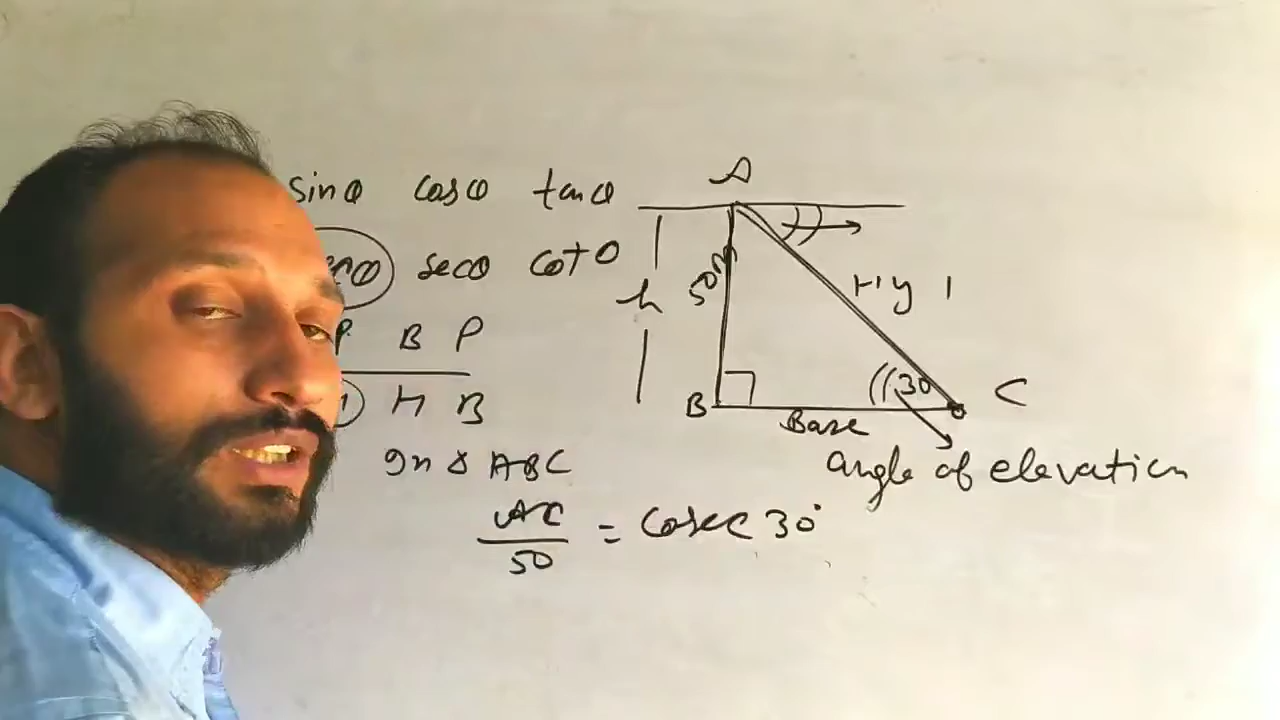 sinθ cosθ tanθ
secθ cotθ
P B P
H B
In Δ ABC
AC
50
= Cosec 30°
A
h
50m
Hy
B
Base
30
C
angle of elevation